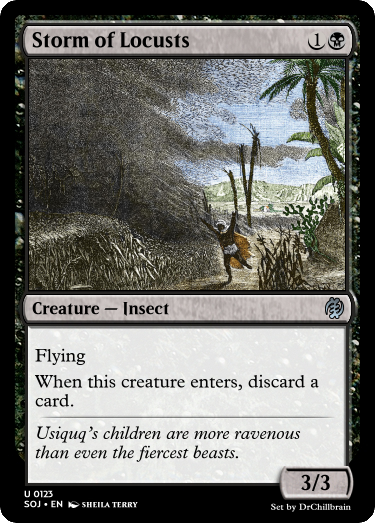 Storm of Locusts 1
Creature — Insect
Flying
When this creature enters, discard a
card.
Usiquq's children are more ravenous
than even the fiercest beasts.
3/3
U 0123
SOJ • EN SHEILA TERRY
Set by DrChillbrain